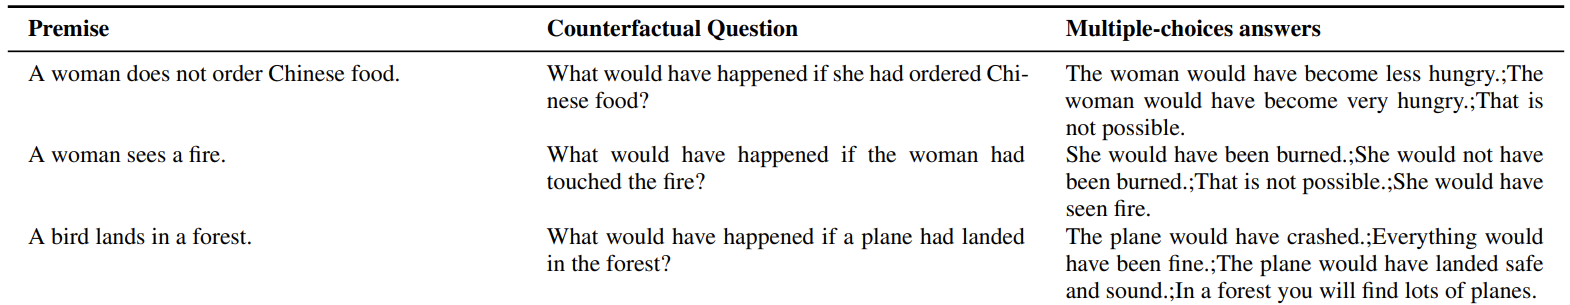 Premise Counterfactual Question Multiple-choices answers
A woman does not order Chinese food. What would have happened if she had ordered Chi- The woman would have become less hungry.;The
nese food? woman would have become very hungry.;That is
not possible.
A woman sees a fire. What would have happened if the woman had She would have been burned.;She would not have
touched the fire? been burned.;That is not possible.;She would have
seen fire.
A bird lands in a forest. What would have happened if a plane had landed The plane would have crashed.;Everything would
in the forest? have been fine.;The plane would have landed safe
and sound.;In a forest you will find lots of planes.